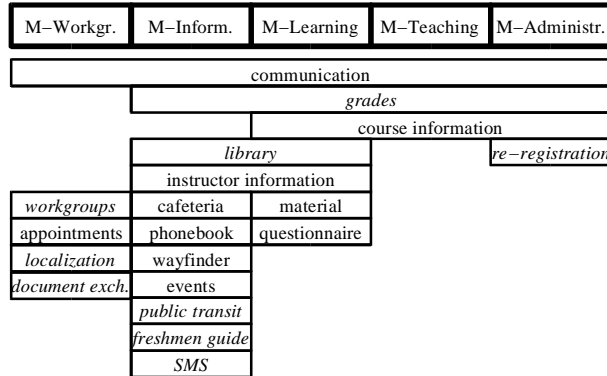 M–Workgr. M–Inform. M–Learning M–Teaching M–Administr.
communication
grades
course information
library re–registration
instructor information
workgroups cafeteria material
appointments phonebook questionnaire
localization wayfinder
document exch. events
public transit
freshmen guide
SMS